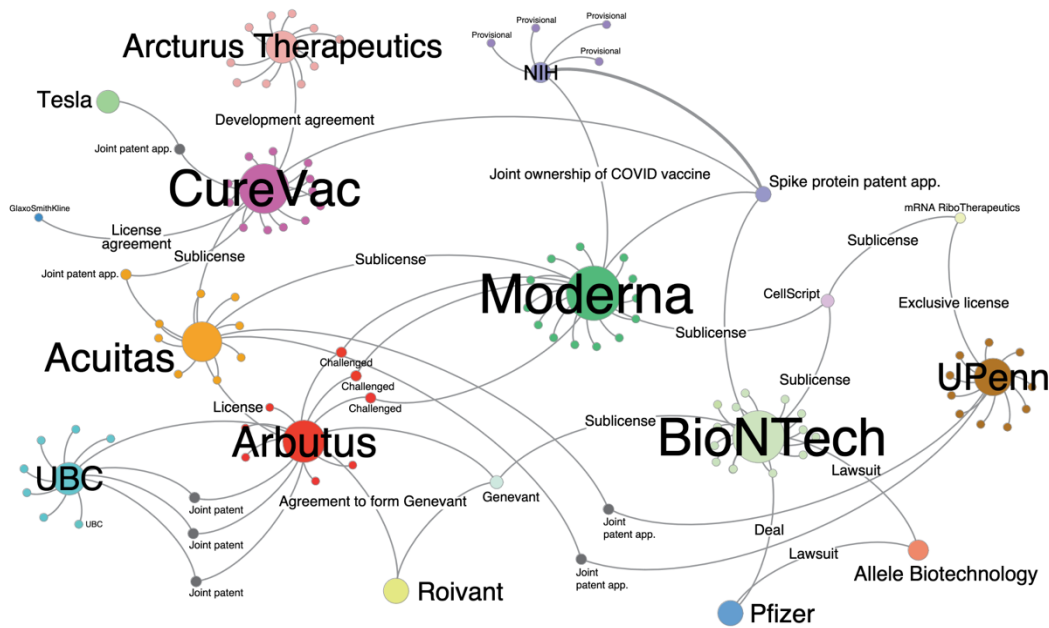 Provisional
Provisional
Provisional
Provisional
Arcturus Therapeutics
NIH
Tesla
Development agreement
Joint patent app.
Joint ownership of COVID vaccine
CureVac
Spike protein patent app.
GlaxoSmithKline
mRNA RiboTherapeutics
License
agreement
Sublicense
Sublicense
Sublicense
Joint patent app.
Moderna
CellScript
Exclusive license
Sublicense
Acuitas
Challenged
Challenged
Challenged
UPenn
Sublicense
License
Sublicense
Arbutus
BioNTech
UBC
Lawsuit
Joint patent
Agreement to form Genevant
Genevant
UBC
Joint
patent app.
Deal
Joint patent
Lawsuit
Joint
patent app.
Allele Biotechnology
Joint patent
Roivant
Pfizer